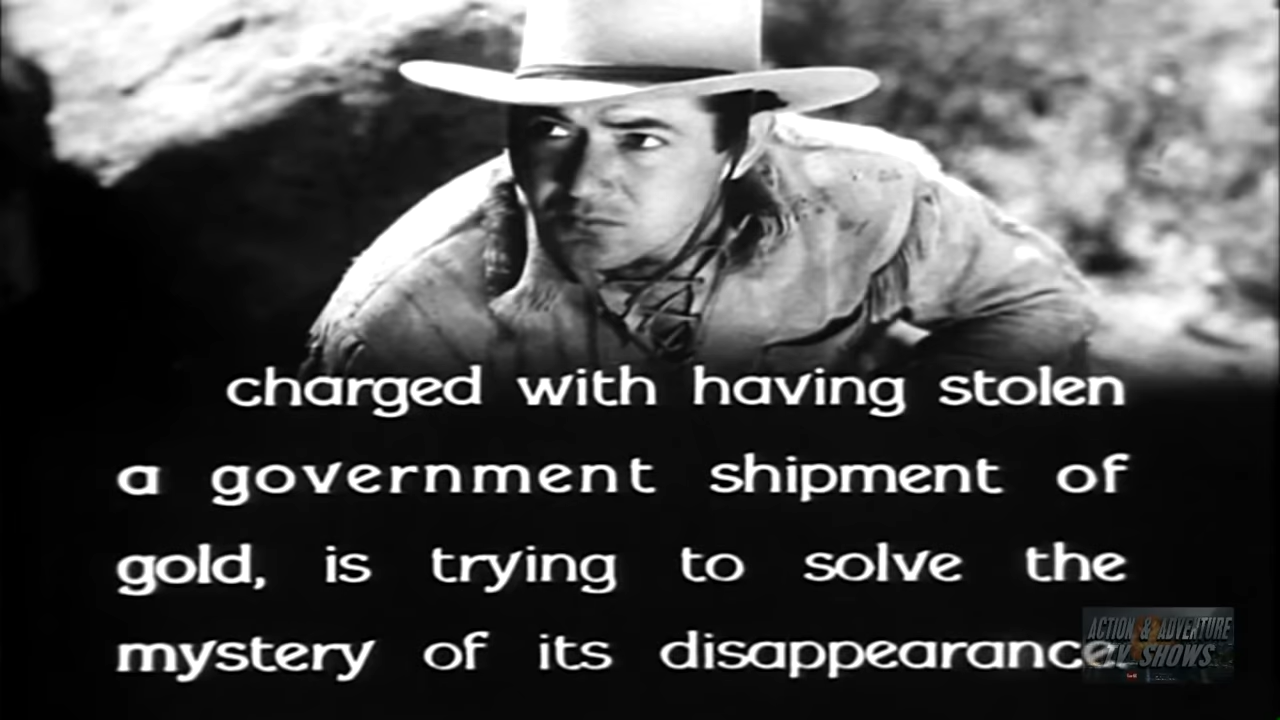 charged with having stolen
a government shipment of
gold, is trying to solve the
mystery of its disappearance.
ACTION & ADVENTURE
TV SHOWS